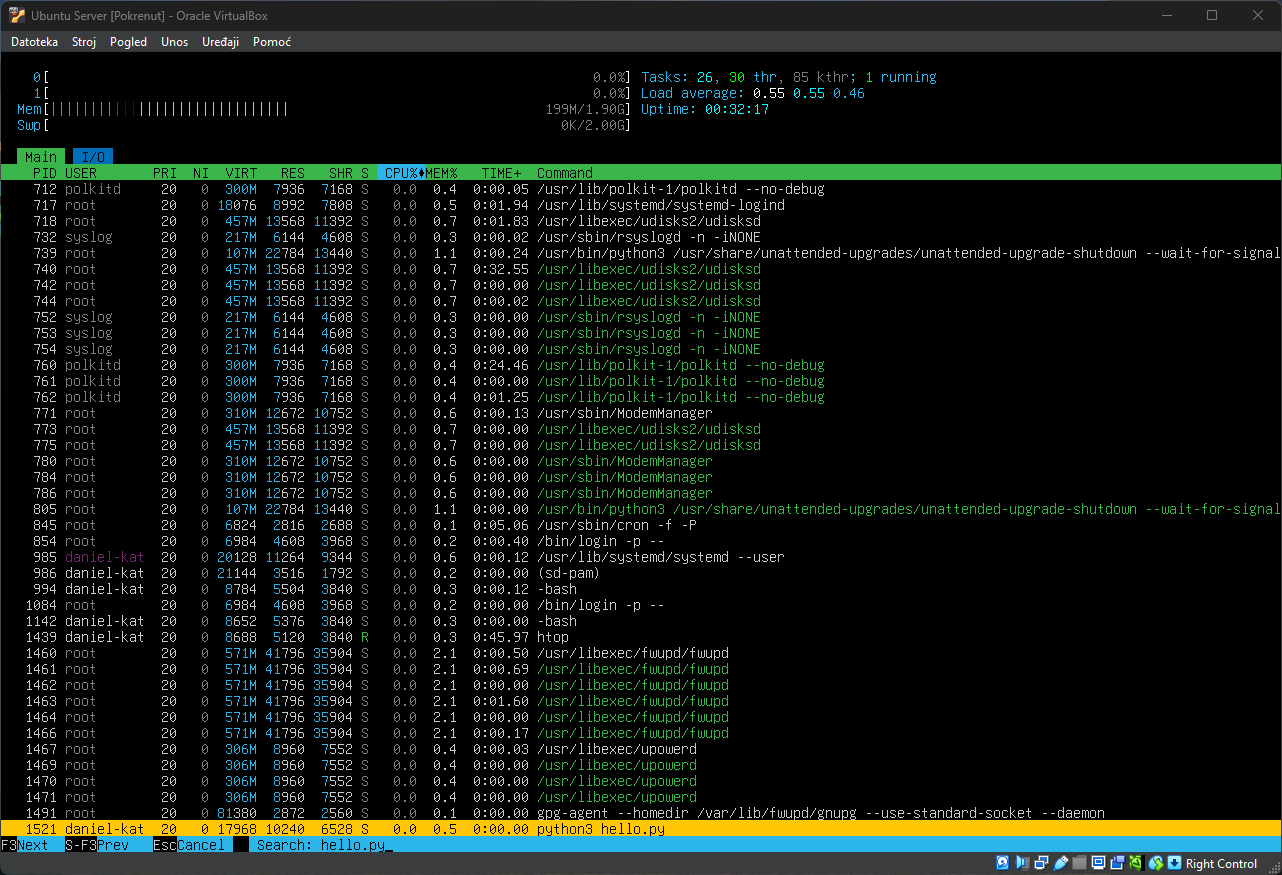 Ubuntu Server [Pokrenut] - Oracle VirtualBox
Datoteka Stroj Pogled Unos Uređaji Pomoć
0[ 0.0%] Tasks: 26, 30 thr, 85 kthr; 1 running
1[ 0.0%] Load average: 0.55 0.55 0.46
Mem[|||||||||||||||||||||||||||||| 199M/1.90G] Uptime: 00:32:17
Swp[ 0K/2.00G]
Main I/O
PID USER PRI NI VIRT RES SHR S CPU% MEM% TIME+ Command
712 polkitd 20 0 300M 7936 7168 S 0.0 0.4 0:00.05 /usr/lib/polkit-1/polkitd --no-debug
717 root 20 0 18076 8992 7808 S 0.0 0.5 0:01.94 /usr/lib/systemd/systemd-logind
718 root 20 0 457M 13568 11392 S 0.0 0.7 0:01.83 /usr/libexec/udisks2/udisksd
732 syslog 20 0 217M 6144 4608 S 0.0 0.3 0:00.02 /usr/sbin/rsyslogd -n -iNONE
739 root 20 0 107M 22784 13440 S 0.0 1.1 0:00.24 /usr/bin/python3 /usr/share/unattended-upgrades/unattended-upgrade-shutdown --wait-for-signal
740 root 20 0 457M 13568 11392 S 0.0 0.7 0:32.55 /usr/libexec/udisks2/udisksd
742 root 20 0 457M 13568 11392 S 0.0 0.7 0:00.00 /usr/libexec/udisks2/udisksd
744 root 20 0 457M 13568 11392 S 0.0 0.7 0:00.02 /usr/libexec/udisks2/udisksd
752 syslog 20 0 217M 6144 4608 S 0.0 0.3 0:00.00 /usr/sbin/rsyslogd -n -iNONE
753 syslog 20 0 217M 6144 4608 S 0.0 0.3 0:00.00 /usr/sbin/rsyslogd -n -iNONE
754 syslog 20 0 217M 6144 4608 S 0.0 0.3 0:00.00 /usr/sbin/rsyslogd -n -iNONE
760 polkitd 20 0 300M 7936 7168 S 0.0 0.4 0:24.46 /usr/lib/polkit-1/polkitd --no-debug
761 polkitd 20 0 300M 7936 7168 S 0.0 0.4 0:00.00 /usr/lib/polkit-1/polkitd --no-debug
762 polkitd 20 0 300M 7936 7168 S 0.0 0.4 0:01.25 /usr/lib/polkit-1/polkitd --no-debug
771 root 20 0 310M 12672 10752 S 0.0 0.6 0:00.13 /usr/sbin/ModemManager
773 root 20 0 457M 13568 11392 S 0.0 0.7 0:00.00 /usr/libexec/udisks2/udisksd
775 root 20 0 457M 13568 11392 S 0.0 0.7 0:00.00 /usr/libexec/udisks2/udisksd
780 root 20 0 310M 12672 10752 S 0.0 0.6 0:00.00 /usr/sbin/ModemManager
784 root 20 0 310M 12672 10752 S 0.0 0.6 0:00.00 /usr/sbin/ModemManager
786 root 20 0 310M 12672 10752 S 0.0 0.6 0:00.00 /usr/sbin/ModemManager
805 root 20 0 107M 22784 13440 S 0.0 1.1 0:00.00 /usr/bin/python3 /usr/share/unattended-upgrades/unattended-upgrade-shutdown --wait-for-signal
845 root 20 0 6824 2816 2688 S 0.0 0.1 0:05.06 /usr/sbin/cron -f -P
854 root 20 0 6984 4608 3968 S 0.0 0.2 0:00.40 /bin/login -p --
985 daniel-kat 20 0 20128 11264 9344 S 0.0 0.6 0:00.12 /usr/lib/systemd/systemd --user
986 daniel-kat 20 0 21144 3516 1792 S 0.0 0.2 0:00.00 (sd-pam)
994 daniel-kat 20 0 8784 5504 3840 S 0.0 0.3 0:00.12 -bash
1084 root 20 0 6984 4608 3968 S 0.0 0.2 0:00.00 /bin/login -p --
1142 daniel-kat 20 0 8652 5376 3840 S 0.0 0.3 0:00.00 -bash
1439 daniel-kat 20 0 8688 5120 3840 R 0.0 0.3 0:45.97 htop
1460 root 20 0 571M 41796 35904 S 0.0 2.1 0:00.50 /usr/libexec/fwupd/fwupd
1461 root 20 0 571M 41796 35904 S 0.0 2.1 0:00.69 /usr/libexec/fwupd/fwupd
1462 root 20 0 571M 41796 35904 S 0.0 2.1 0:00.00 /usr/libexec/fwupd/fwupd
1463 root 20 0 571M 41796 35904 S 0.0 2.1 0:01.60 /usr/libexec/fwupd/fwupd
1464 root 20 0 571M 41796 35904 S 0.0 2.1 0:00.00 /usr/libexec/fwupd/fwupd
1466 root 20 0 571M 41796 35904 S 0.0 2.1 0:00.17 /usr/libexec/fwupd/fwupd
1467 root 20 0 306M 8960 7552 S 0.0 0.4 0:00.03 /usr/libexec/upowerd
1469 root 20 0 306M 8960 7552 S 0.0 0.4 0:00.00 /usr/libexec/upowerd
1470 root 20 0 306M 8960 7552 S 0.0 0.4 0:00.00 /usr/libexec/upowerd
1471 root 20 0 306M 8960 7552 S 0.0 0.4 0:00.00 /usr/libexec/upowerd
1491 root 20 0 81380 2872 2560 S 0.0 0.1 0:00.00 gpg-agent --homedir /var/lib/fwupd/gnupg --use-standard-socket --daemon
1521 daniel-kat 20 0 17968 10240 6528 S 0.0 0.5 0:00.00 python3 hello.py
F3Next S-F3Prev EscCancel Search: hello.py_
Right Control